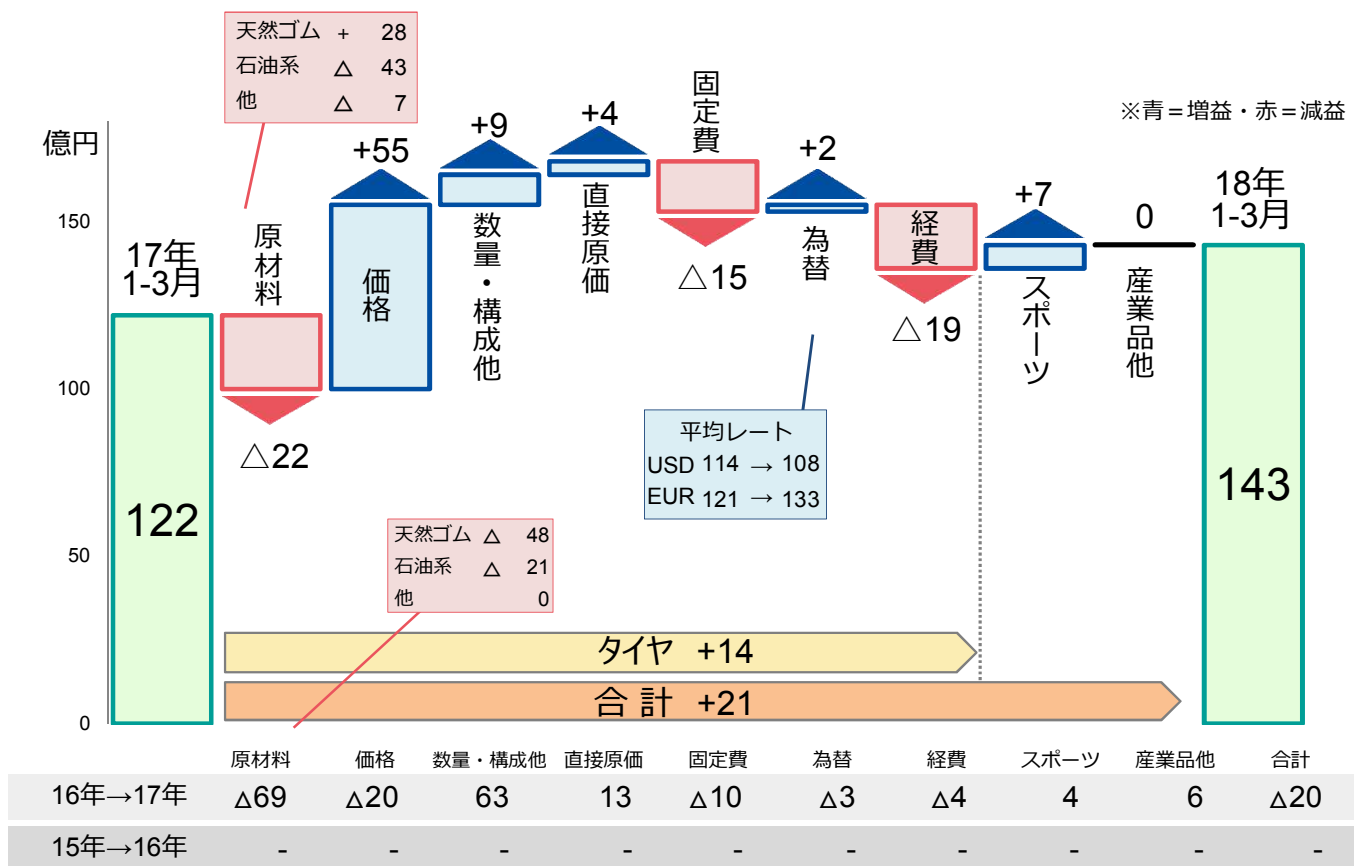 天然ゴム + 28
石油系 △ 43
他 △ 7
※青＝増益・赤＝減益
億円
150
100
50
0
17年
1-3月
122
原材料
△22
+55
価格
+9
数量・構成他
+4
直接原価
固定費
△15
+2
為替
経費
△19
+7
スポーツ
0
産業品他
18年
1-3月
143
平均レート
USD 114 → 108
EUR 121 → 133
天然ゴム △ 48
石油系 △ 21
他 0
タイヤ +14
合計 +21
原材料 価格 数量・構成他 直接原価 固定費 為替 経費 スポーツ 産業品他 合計
16年→17年 △69 △20 63 13 △10 △3 △4 4 6 △20
15年→16年 - - - - - - - - - -